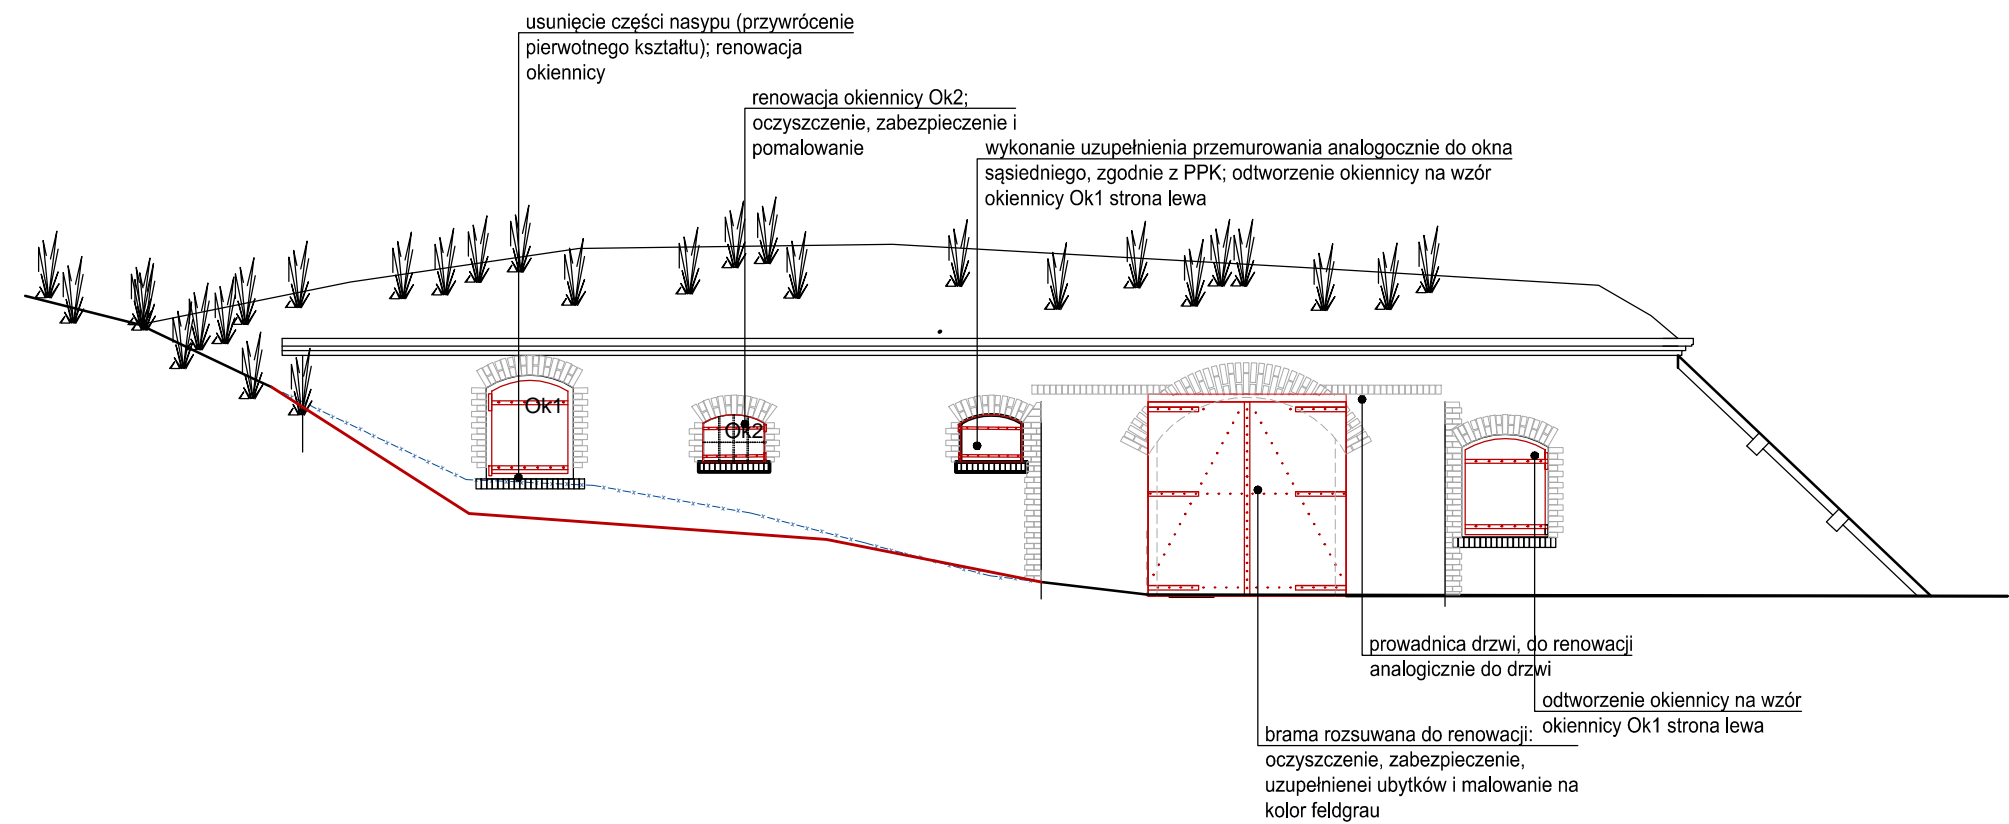 usunięcie części nasypu (przywrócenie
pierwotnego kształtu); renowacja
okiennicy
renowacja okiennicy Ok2;
oczyszczenie, zabezpieczenie i
pomalowanie
wykonanie uzupełnienia przemurowania analogocznie do okna
sąsiedniego, zgodnie z PPK; odtworzenie okiennicy na wzór
okiennicy Ok1 strona lewa
Ok1
Ok2
prowadnica drzwi, do renowacji
analogicznie do drzwi
odtworzenie okiennicy na wzór
okiennicy Ok1 strona lewa
brama rozsuwana do renowacji:
oczyszczenie, zabezpieczenie,
uzupełnienei ubytków i malowanie na
kolor feldgrau